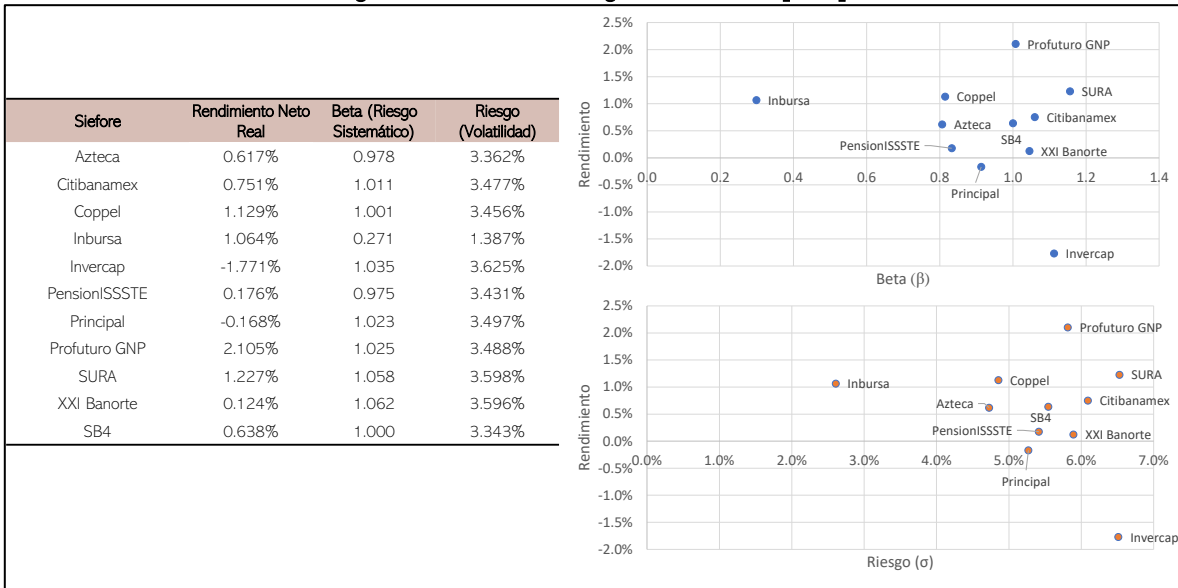 Siefore Rendimiento Neto Real Beta (Riesgo Sistemático) Riesgo (Volatilidad)
Azteca 0.617% 0.978 3.362%
Citibanamex 0.751% 1.011 3.477%
Coppel 1.129% 1.001 3.456%
Inbursa 1.064% 0.271 1.387%
Invercap -1.771% 1.035 3.625%
PensionISSSTE 0.176% 0.975 3.431%
Principal -0.168% 1.023 3.497%
Profuturo GNP 2.105% 1.025 3.488%
SURA 1.227% 1.058 3.598%
XXI Banorte 0.124% 1.062 3.596%
SB4 0.638% 1.000 3.343%
2.5%
2.0%
1.5%
1.0%
0.5%
0.0%
-0.5%
-1.0%
-1.5%
-2.0%
Rendimiento
Profuturo GNP
Inbursa
Coppel
SURA
Azteca
Citibanamex
SB4
PensionISSSTE
XXI Banorte
Principal
Invercap
0.0 0.2 0.4 0.6 0.8 1.0 1.2 1.4
Beta (β)
2.5%
2.0%
1.5%
1.0%
0.5%
0.0%
-0.5%
-1.0%
-1.5%
-2.0%
Rendimiento
Profuturo GNP
Inbursa
Coppel
SURA
Azteca
Citibanamex
SB4
PensionISSSTE
XXI Banorte
Principal
Invercap
0.0% 1.0% 2.0% 3.0% 4.0% 5.0% 6.0% 7.0%
Riesgo (σ)